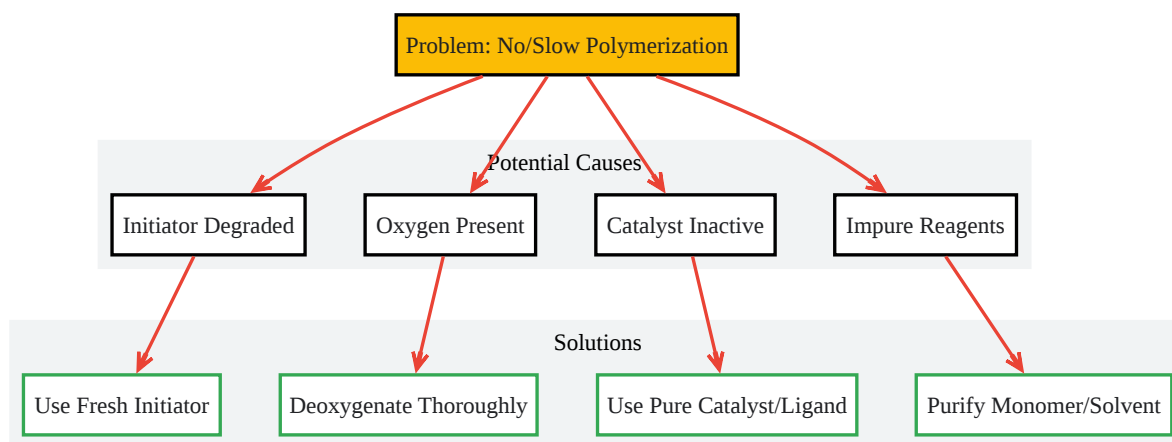 Problem: No/Slow Polymerization
Potential Causes
Initiator Degraded
Oxygen Present
Catalyst Inactive
Impure Reagents
Solutions
Use Fresh Initiator
Deoxygenate Thoroughly
Use Pure Catalyst/Ligand
Purify Monomer/Solvent